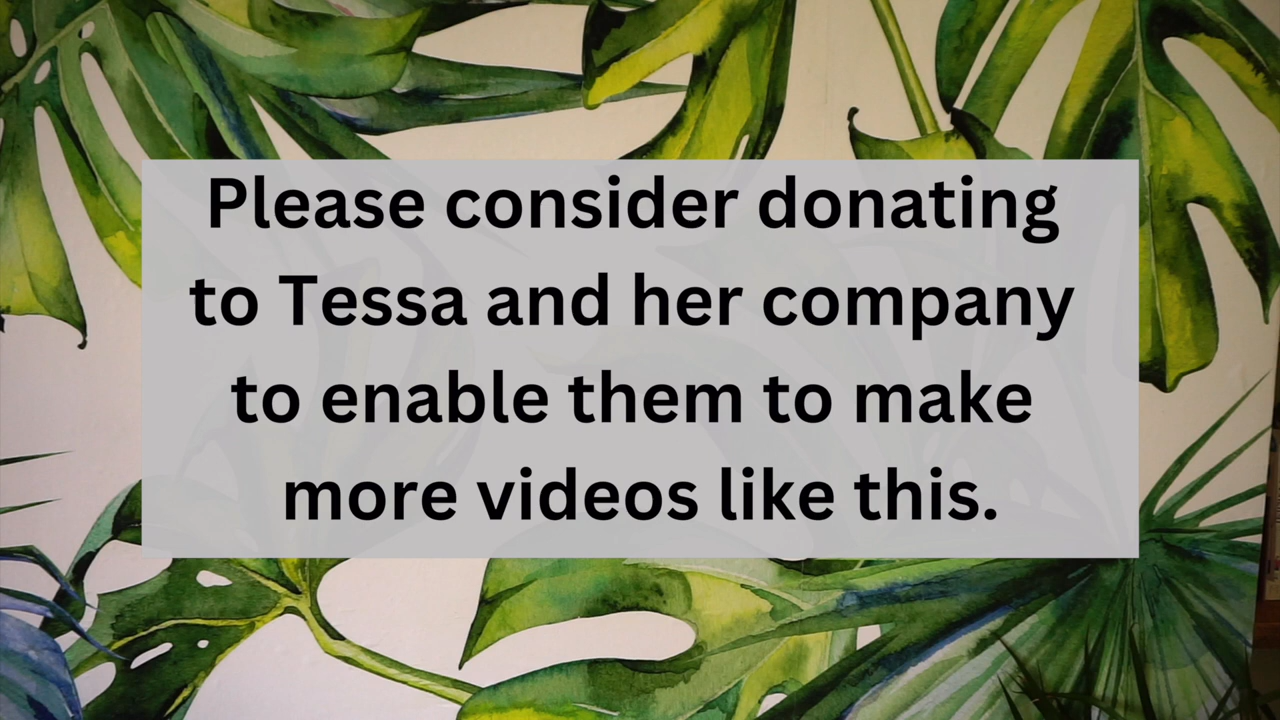 Please consider donating
to Tessa and her company
to enable them to make
more videos like this.